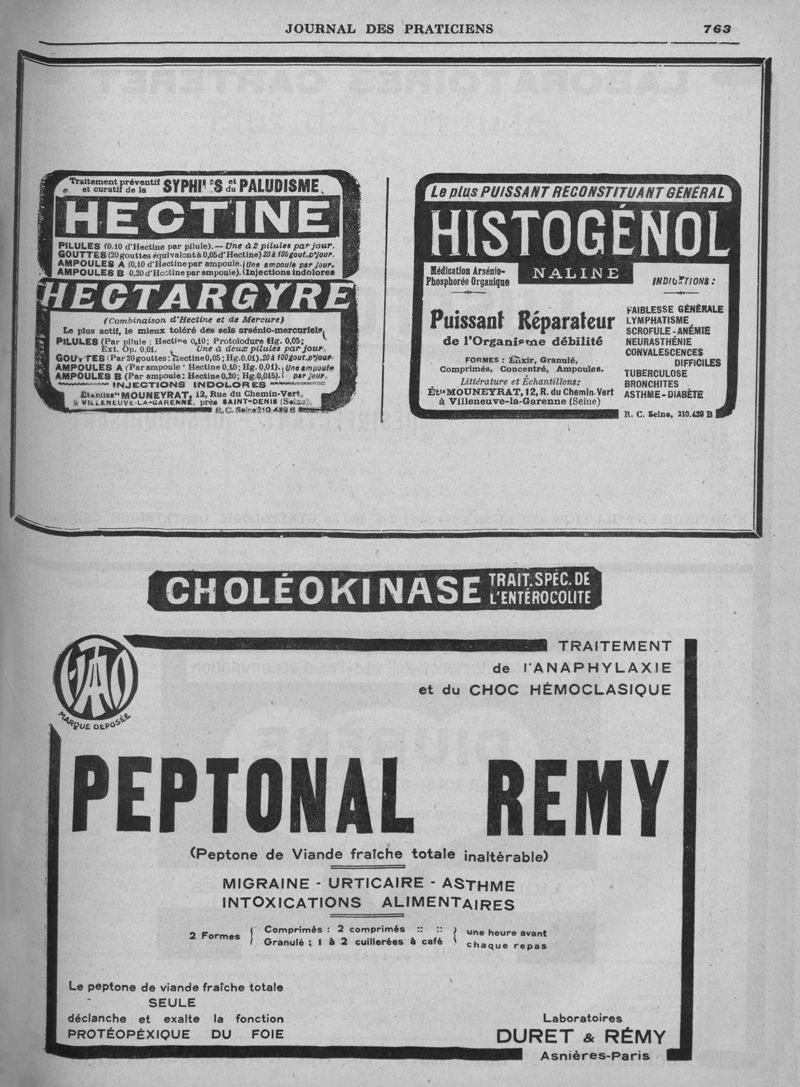 JOURNAL DES PRATICIENS 763
Traitement préventif et curatif de la SYPHILIS et du PALUDISME
HECTINE
PILULES (0.10 d'Hectine par pilule). — Une à 2 pilules par jour.
GOUTTES (20 gouttes équivalent à 0,05 d'Hectine) 20 à 100 gout. p' jour.
AMPOULES A (0,10 d'Hectine par ampoule. Une ampoule par jour.
AMPOULES B 0,20 d'Hectine par ampoule). Injections indolores
HECTARGYRE
(Combinaison d'Hectine et de Mercure)
Le plus actif, le mieux toléré des sels arsénio-mercuriels
PILULES (Par pilule : Hectine 0,10; Protoiodure Hg. 0,05;
Ext. Op. 0,01. Une à deux pilules par jour
GOUTTES (Par 20 gouttes : Hectine 0,05 ; Hg. 0,01). 20 à 100 gout. p' jour
AMPOULES A (Par ampoule : Hectine 0,10; Hg. 0,01). Une ampoule
AMPOULES B (Par ampoule: Hectine 0,20; Hg. 0,015). par jour
INJECTIONS INDOLORES
Établiss" MOUNEYRAT, 12, Rue du Chemin-Vert,
à VILLENEUVE-LA-GARENNE, près SAINT-DENIS (Seine)
R. C. Seine 210.439 B
Le plus PUISSANT RECONSTITUANT GÉNÉRAL
HISTOGÉNOL
NALINE
Médication Arsénio-
Phosphorée Organique
Puissant Réparateur
de l'Organisme débilité
FORMES : Élixir, Granulé,
Comprimés, Concentré, Ampoules.
Littérature et Échantillons:
Ét" MOUNEYRAT, 12, R. du Chemin-Vert
à Villeneuve-la-Garenne (Seine)
INDICATIONS :
FAIBLESSE GÉNÉRALE
LYMPHATISME
SCROFULE - ANÉMIE
NEURASTHÉNIE
CONVALESCENCES
DIFFICILES
TUBERCULOSE
BRONCHITES
ASTHME - DIABÈTE
R. C. Seine, 210.439 B
CHOLÉOKINASE TRAIT. SPÉC. DE
L'ENTÉROCOLITE
MARQUE DÉPOSÉE
TRAITEMENT
de l'ANAPHYLAXIE
et du CHOC HÉMOCLASIQUE
PEPTONAL REMY
(Peptone de Viande fraîche totale inaltérable)
MIGRAINE - URTICAIRE - ASTHME
INTOXICATIONS ALIMENTAIRES
2 Formes { Comprimés : 2 comprimés :: :: } une heure avant
Granulé ; 1 à 2 cuillerées à café chaque repas
Le peptone de viande fraîche totale
SEULE
déclanche et exalte la fonction
PROTÉOPÉXIQUE DU FOIE
Laboratoires
DURET & RÉMY
Asnières-Paris